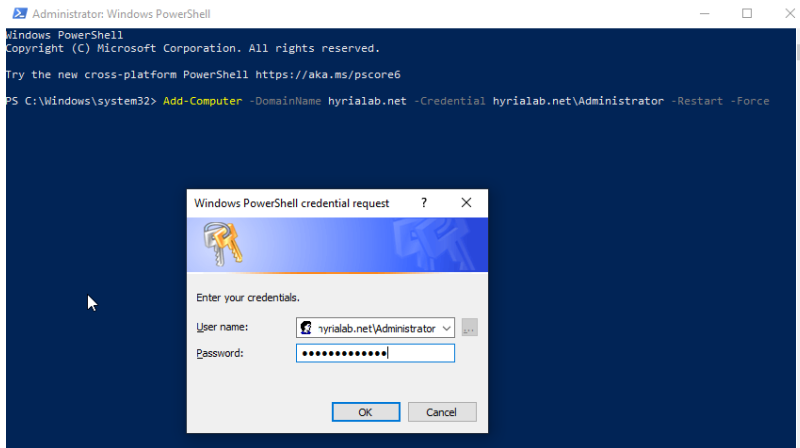 Administrator: Windows PowerShell
Windows PowerShell
Copyright (C) Microsoft Corporation. All rights reserved.
Try the new cross-platform PowerShell https://aka.ms/pscore6
PS C:\Windows\system32> Add-Computer -DomainName hyrialab.net -Credential hyrialab.net\Administrator -Restart -Force
Windows PowerShell credential request
Enter your credentials.
User name: hyrialab.net\Administrator
Password: ●●●●●●●●●●●●●
OK Cancel